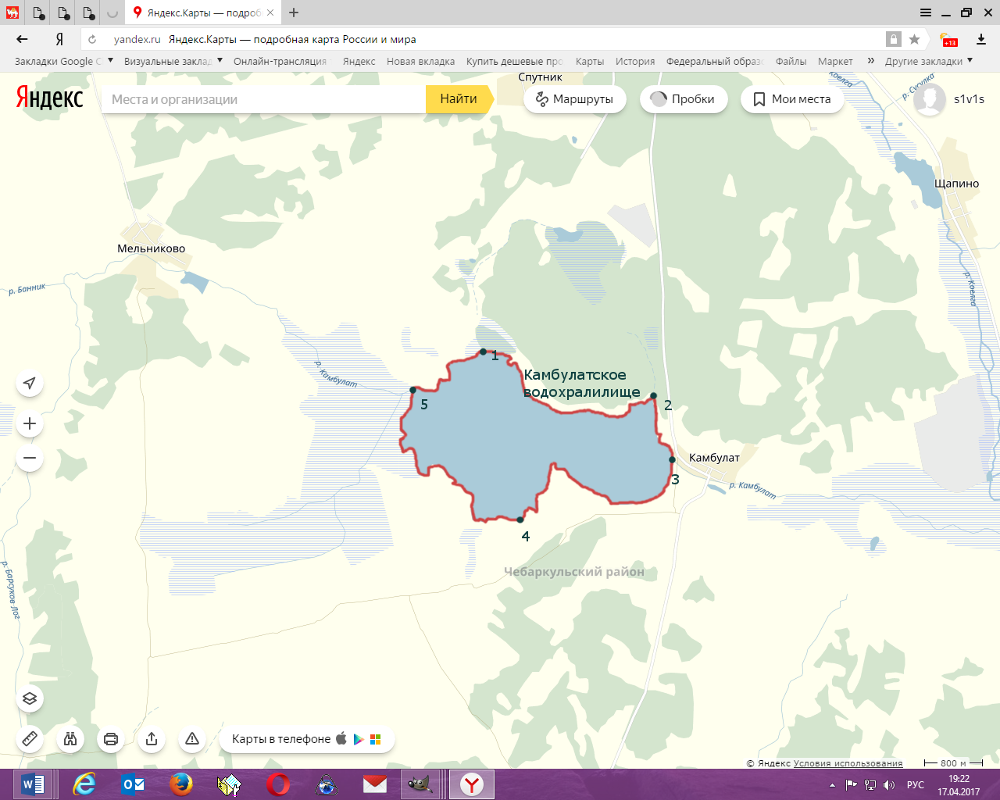 Яндекс.Карты — подроб
yandex.ru Яндекс.Карты — подробная карта России и мира
+13
Закладки Google C Визуальные заклад Онлайн-трансляция Яндекс Новая вкладка Купить дешевые про Карты История Федеральный образ Файлы Маркет » Другие закладки
Спутник
Коелга
р. Сусулка
Яндекс Места и организации Найти Маршруты Пробки Мои места s1v1s
Щапино
Мельниково
р. Банник
р. Коелга
р. Камбулат
1
Камбулатское
водохралилище
2
5
Камбулат
3
р. Камбулат
4
Чебаркульский район
р. Барсуков Лог
Карты в телефоне
© Яндекс Условия использования 800 м
РУС
19:22
17.04.2017